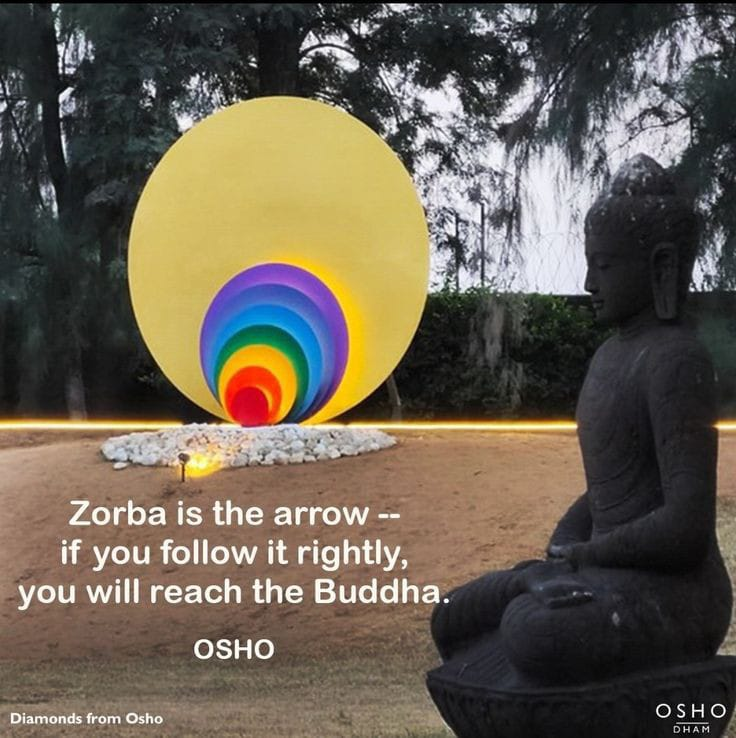 Zorba is the arrow --
if you follow it rightly,
you will reach the Buddha.
OSHO
Diamonds from Osho
OSHO
DHAM